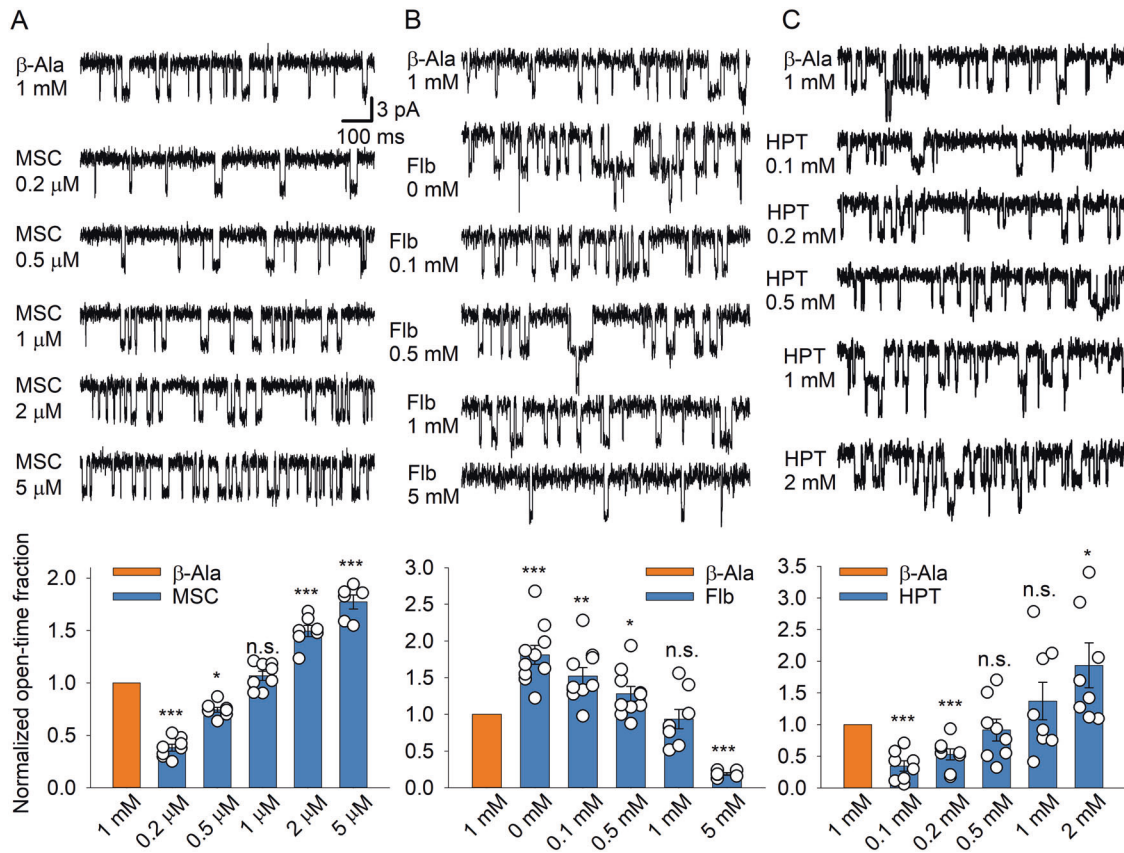 A
β-Ala
1 mM
3 pA
100 ms
MSC
0.2 μM
MSC
0.5 μM
MSC
1 μM
MSC
2 μM
MSC
5 μM
B
β-Ala
1 mM
Flb
0 mM
Flb
0.1 mM
Flb
0.5 mM
Flb
1 mM
Flb
5 mM
C
β-Ala
1 mM
HPT
0.1 mM
HPT
0.2 mM
HPT
0.5 mM
HPT
1 mM
HPT
2 mM
Normalized open-time fraction
2.0
1.5
1.0
0.5
0.0
β-Ala
MSC
***
*
n.s.
***
***
1 mM
0.2 μM
0.5 μM
1 μM
2 μM
5 μM
3.0
2.5
2.0
1.5
1.0
0.5
0.0
β-Ala
Flb
***
**
*
n.s.
***
1 mM
0 mM
0.1 mM
0.5 mM
1 mM
5 mM
3.5
3.0
2.5
2.0
1.5
1.0
0.5
0.0
β-Ala
HPT
***
***
n.s.
n.s.
*
1 mM
0.1 mM
0.2 mM
0.5 mM
1 mM
2 mM